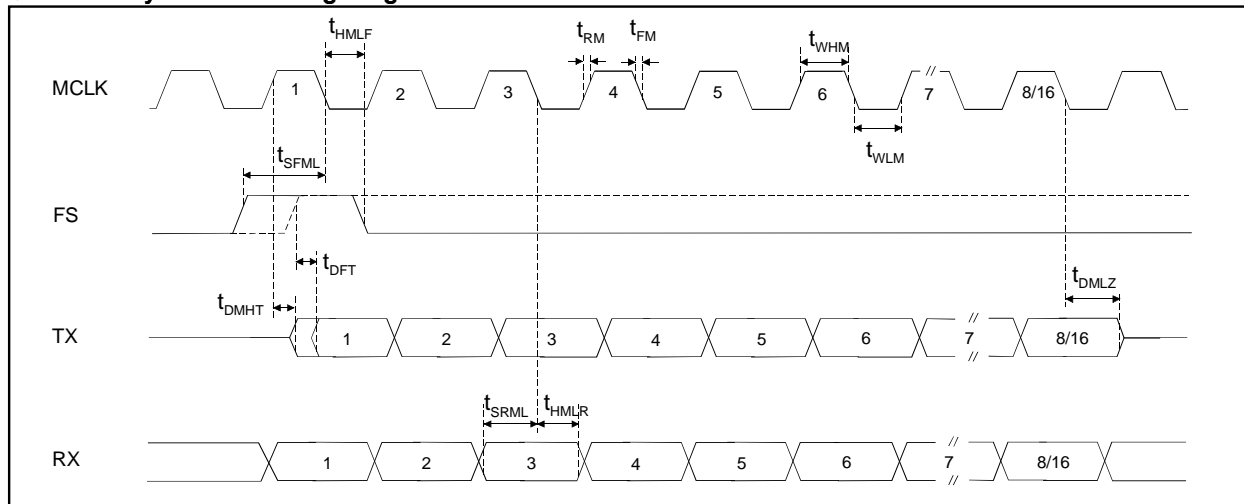 t_HMLF t_RM t_FM t_WHM
MCLK 1 2 3 4 5 6 7 8/16
t_SFML t_WLM
FS
t_DFT
t_DMHT t_DMLZ
TX 1 2 3 4 5 6 7 8/16
t_SRML t_HMLR
RX 1 2 3 4 5 6 7 8/16